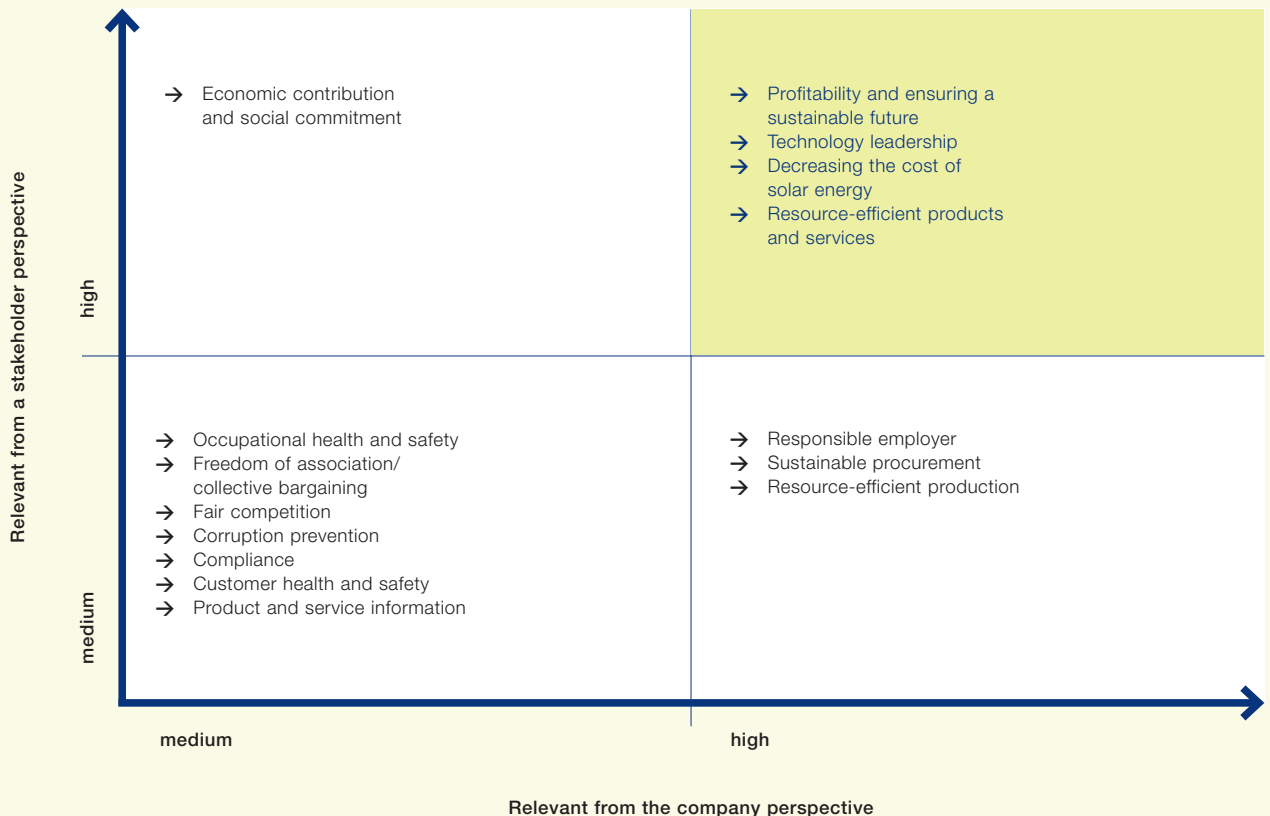 Relevant from a stakeholder perspective
high
medium
→ Economic contribution
and social commitment
→ Profitability and ensuring a
sustainable future
→ Technology leadership
→ Decreasing the cost of
solar energy
→ Resource-efficient products
and services
→ Occupational health and safety
→ Freedom of association/
collective bargaining
→ Fair competition
→ Corruption prevention
→ Compliance
→ Customer health and safety
→ Product and service information
→ Responsible employer
→ Sustainable procurement
→ Resource-efficient production
medium
high
Relevant from the company perspective